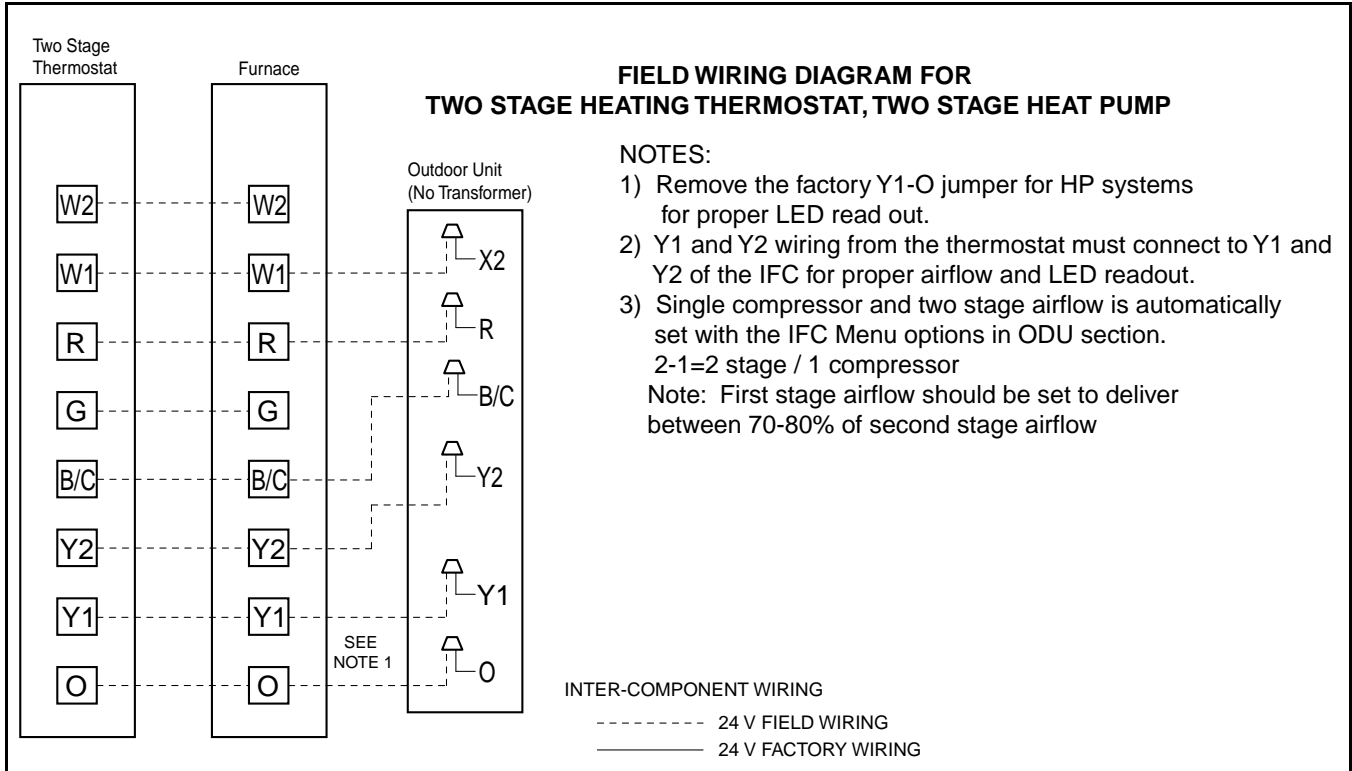 Two Stage
Thermostat
Furnace
FIELD WIRING DIAGRAM FOR
TWO STAGE HEATING THERMOSTAT, TWO STAGE HEAT PUMP
Outdoor Unit
(No Transformer)
NOTES:
1) Remove the factory Y1-O jumper for HP systems
for proper LED read out.
2) Y1 and Y2 wiring from the thermostat must connect to Y1 and
Y2 of the IFC for proper airflow and LED readout.
3) Single compressor and two stage airflow is automatically
set with the IFC Menu options in ODU section.
2-1=2 stage / 1 compressor
Note: First stage airflow should be set to deliver
between 70-80% of second stage airflow
W2
W1
R
G
B/C
Y2
Y1
O
W2
W1
R
G
B/C
Y2
Y1
O
SEE
NOTE 1
X2
R
B/C
Y2
Y1
O
INTER-COMPONENT WIRING
24 V FIELD WIRING
24 V FACTORY WIRING